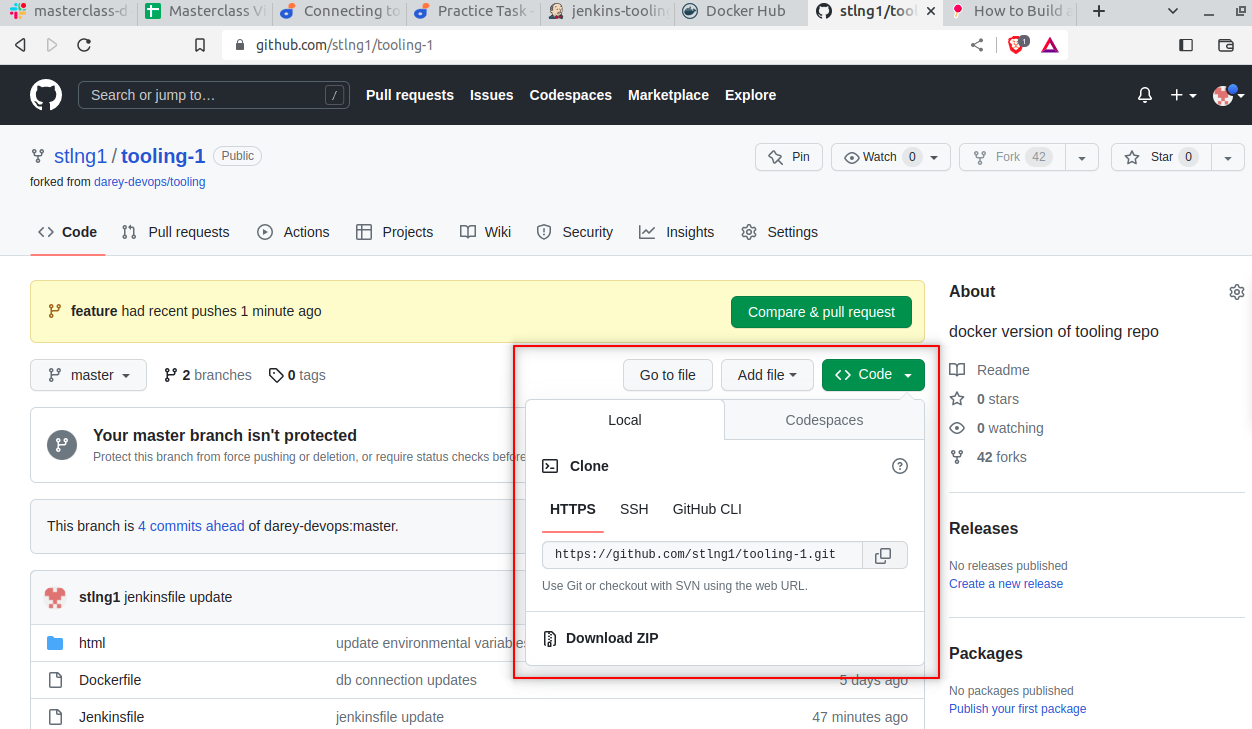 masterclass-d
Masterclass Vi
Connecting to
Practice Task -
jenkins-tooling
Docker Hub
stlng1/tool
How to Build a
github.com/stlng1/tooling-1
1
Search or jump to…
/
Pull requests
Issues
Codespaces
Marketplace
Explore
stlng1 / tooling-1
Public
Pin
Watch 0
Fork 42
Star 0
forked from darey-devops/tooling
Code
Pull requests
Actions
Projects
Wiki
Security
Insights
Settings
feature had recent pushes 1 minute ago
Compare & pull request
master
2 branches
0 tags
Go to file
Add file
Code
Your master branch isn't protected
Protect this branch from force pushing or deletion, or require status checks before
This branch is 4 commits ahead of darey-devops:master.
stlng1 jenkinsfile update
html
update environmental variables
Dockerfile
db connection updates
5 days ago
Jenkinsfile
jenkinsfile update
47 minutes ago
Local
Codespaces
Clone
HTTPS
SSH
GitHub CLI
https://github.com/stlng1/tooling-1.git
Use Git or checkout with SVN using the web URL.
Download ZIP
About
docker version of tooling repo
Readme
0 stars
0 watching
42 forks
Releases
No releases published
Create a new release
Packages
No packages published
Publish your first package